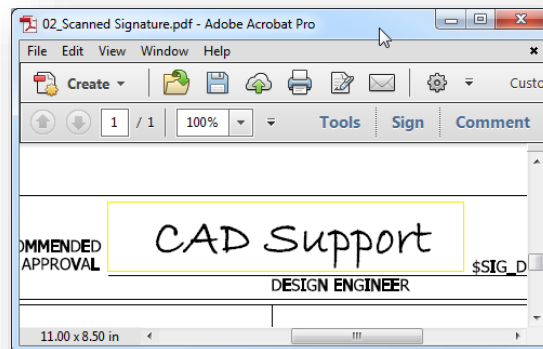 02_Scanned Signature.pdf - Adobe Acrobat Pro
File Edit View Window Help
Create
1 / 1 100% Tools Sign Comment
CAD Support
OMMENDED
APPROVAL
$SIG_D
DESIGN ENGINEER
11.00 x 8.50 in